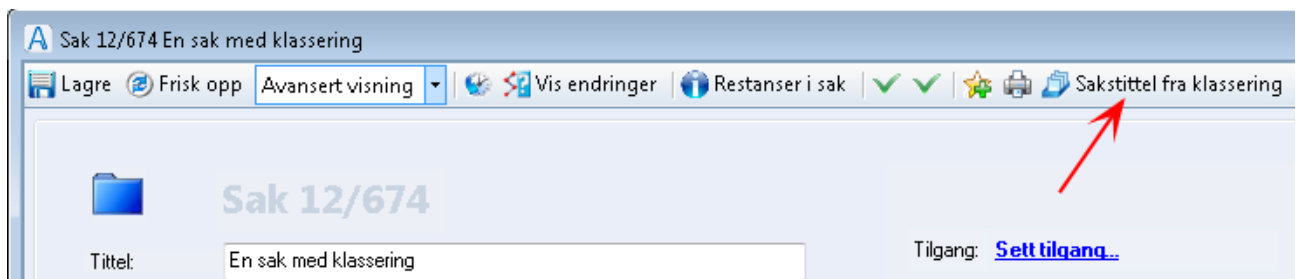 Sak 12/674 En sak med klassering
Lagre Frisk opp Avansert visning Vis endringer Restanser i sak Sakstittel fra klassering
Sak 12/674
Tittel: En sak med klassering Tilgang: Sett tilgang...